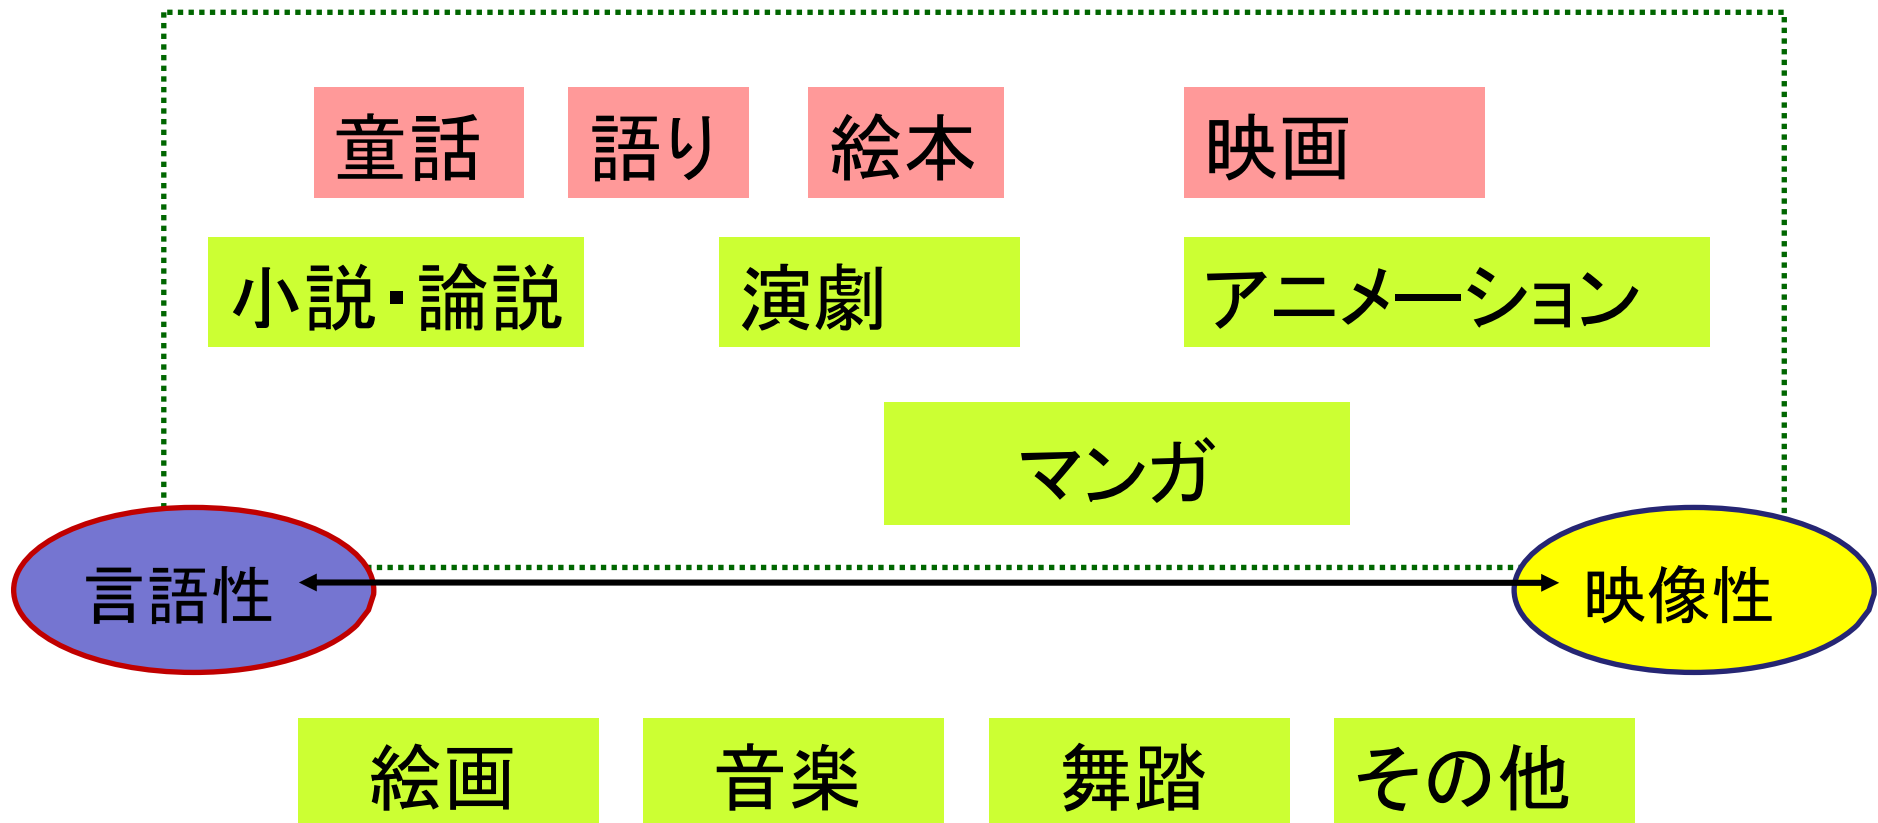 童話 語り 絵本 映画
小説・論説 演劇 アニメーション
マンガ
言語性 映像性
絵画 音楽 舞踏 その他